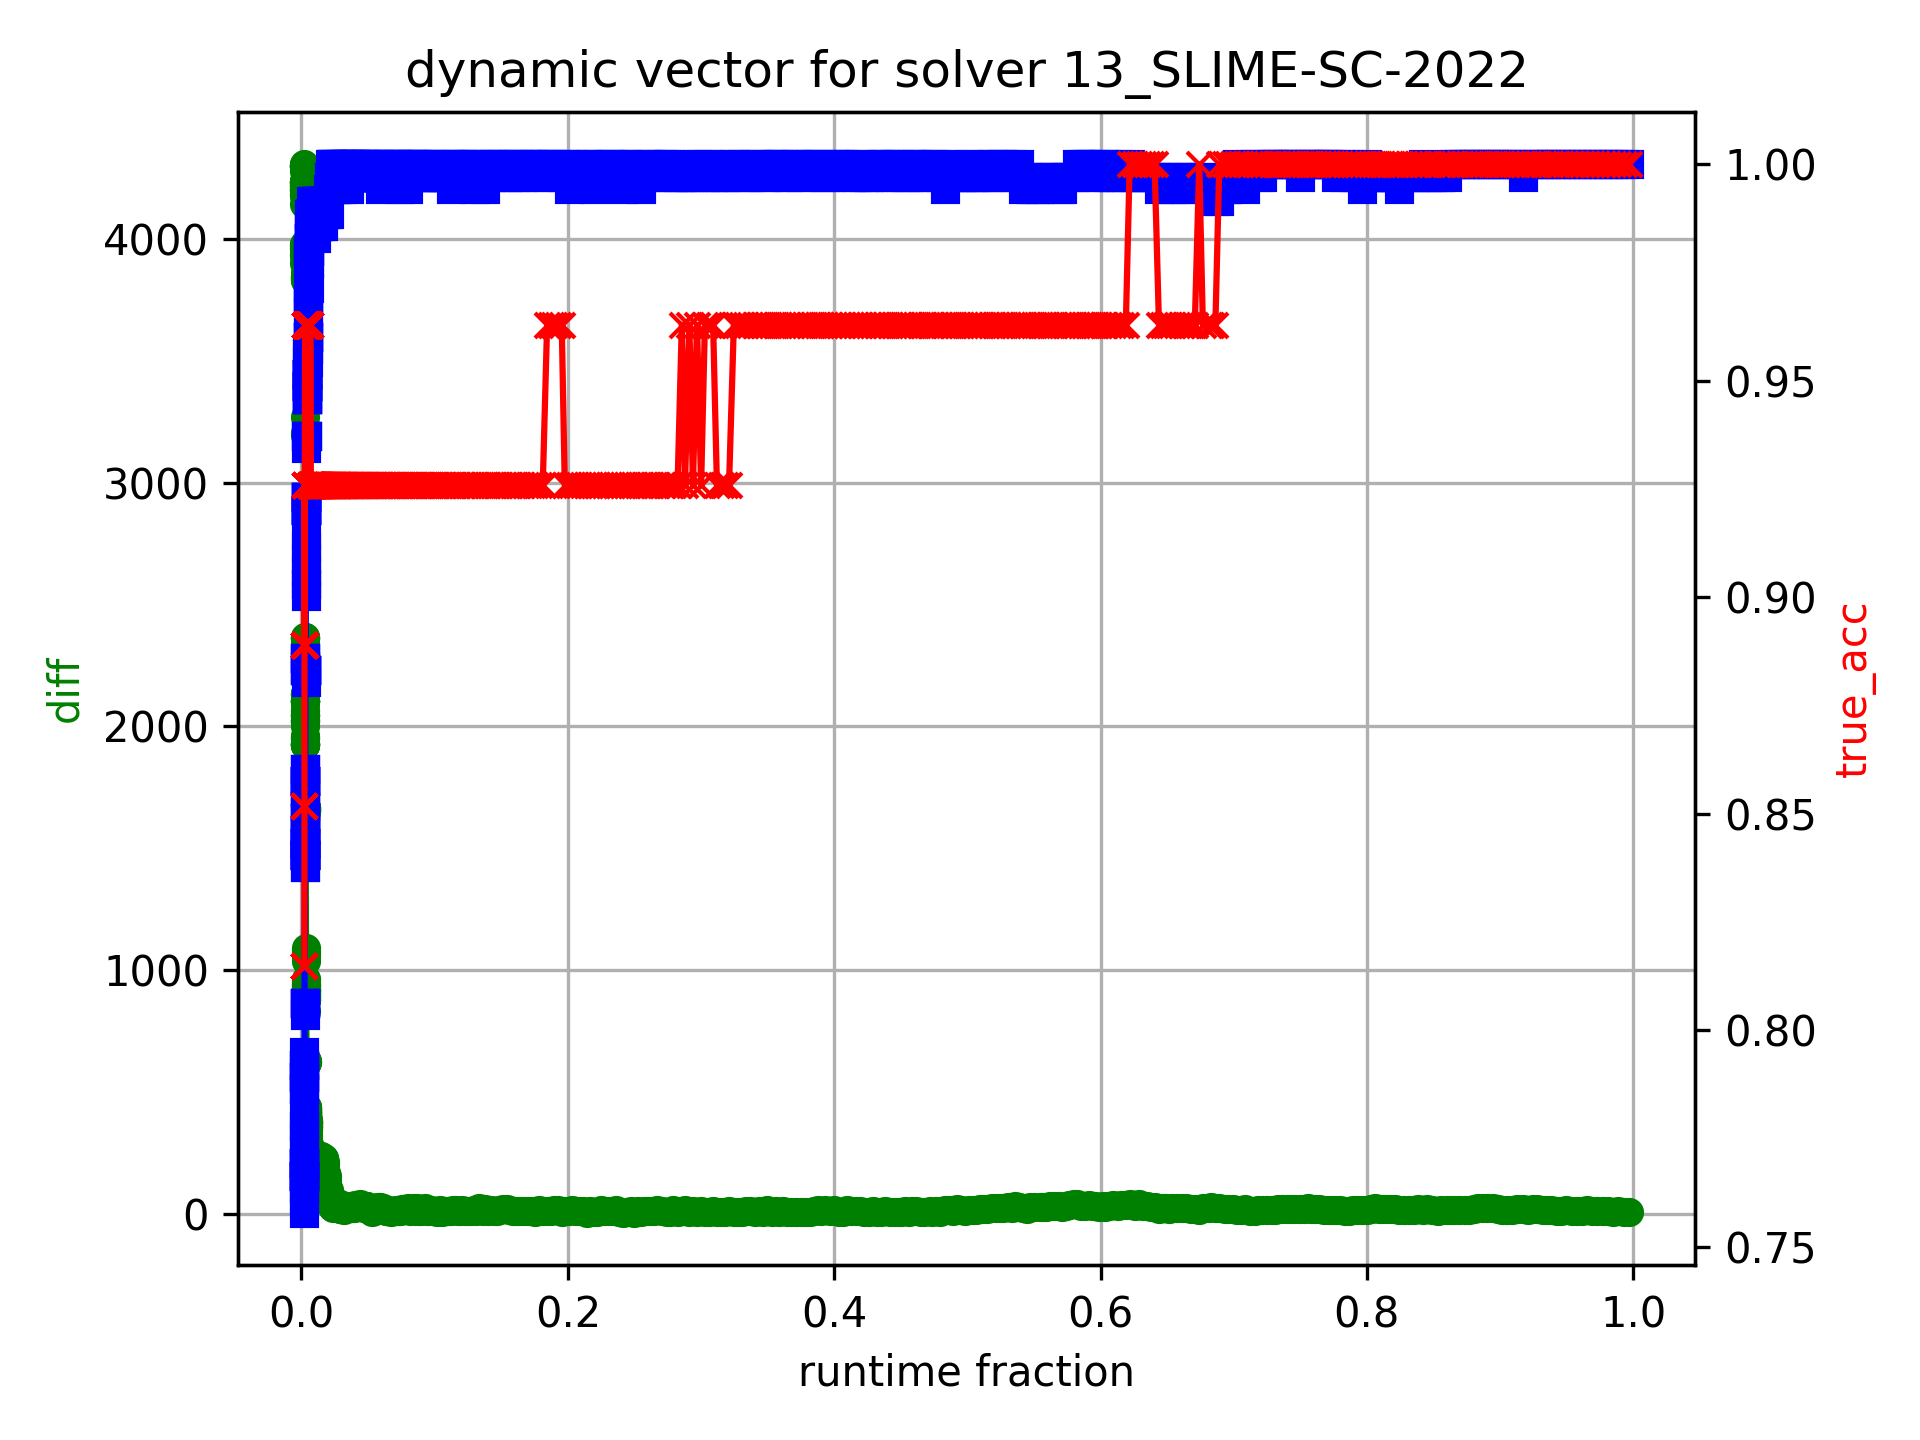 dynamic vector for solver 13_SLIME-SC-2022
diff
4000
3000
2000
1000
0
1.00
0.95
0.90
0.85
0.80
0.75
true_acc
0.0 0.2 0.4 0.6 0.8 1.0
runtime fraction